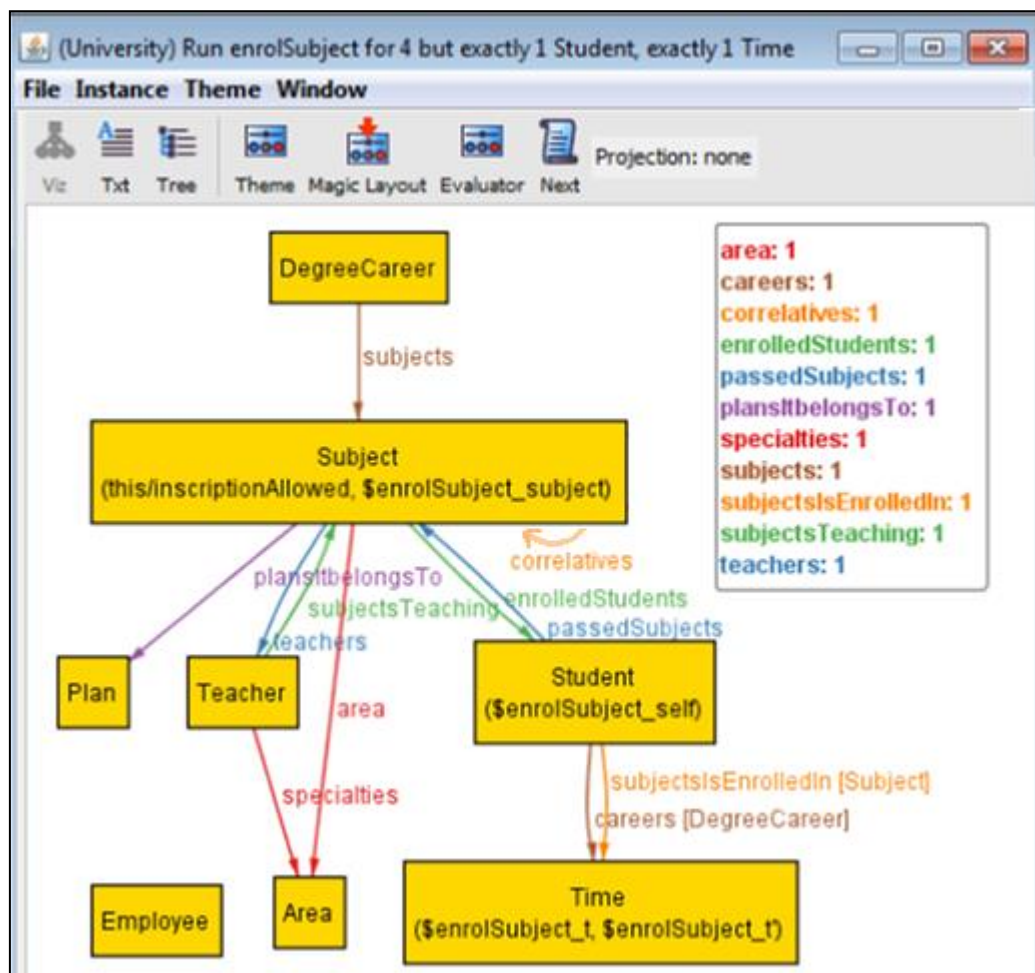 (University) Run enrolSubject for 4 but exactly 1 Student, exactly 1 Time
File Instance Theme Window
Viz Txt Tree Theme Magic Layout Evaluator Next Projection: none
DegreeCareer
subjects
Subject
(this/inscriptionAllowed, $enrolSubject_subject)
correlatives
plansItbelongsTo
subjectsTeaching
enrolledStudents
teachers
passedSubjects
Plan
Teacher
area
Student
($enrolSubject_self)
specialties
subjectsIsEnrolledIn [Subject]
careers [DegreeCareer]
Employee
Area
Time
($enrolSubject_t, $enrolSubject_t')
area: 1
careers: 1
correlatives: 1
enrolledStudents: 1
passedSubjects: 1
plansItbelongsTo: 1
specialties: 1
subjects: 1
subjectsIsEnrolledIn: 1
subjectsTeaching: 1
teachers: 1